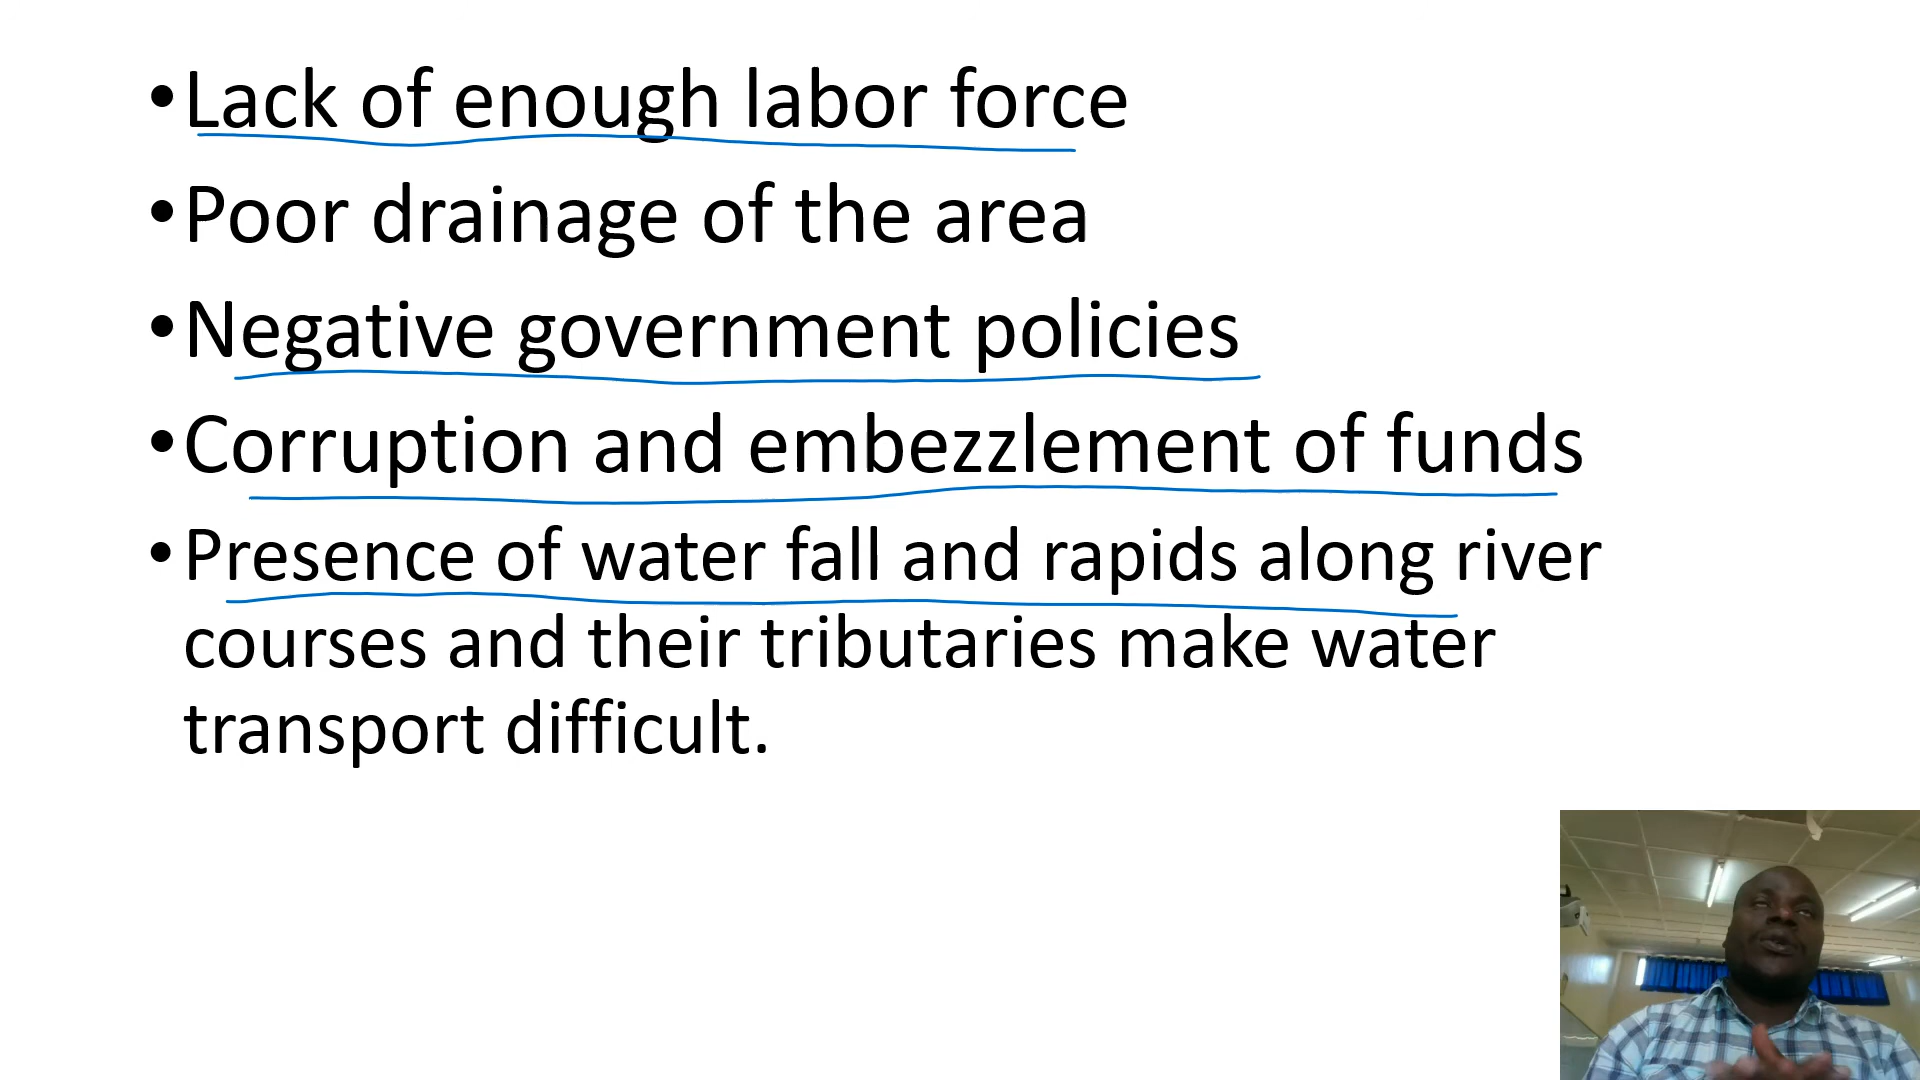 •Lack of enough labor force
•Poor drainage of the area
•Negative government policies
•Corruption and embezzlement of funds
•Presence of water fall and rapids along river
courses and their tributaries make water
transport difficult.